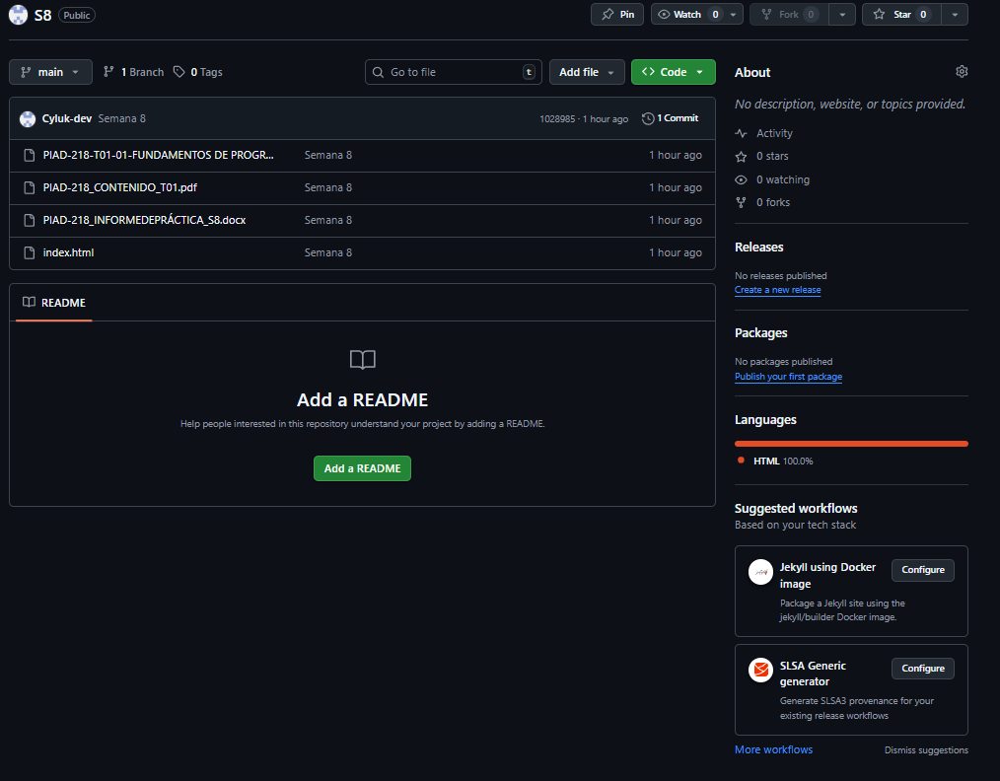 S8 Public Pin Watch 0 Fork 0 Star 0
main 1 Branch 0 Tags Go to file t Add file Code
Cyluk-dev Semana 8 1028985 · 1 hour ago 1 Commit
PIAD-218-T01-01-FUNDAMENTOS DE PROGR... Semana 8 1 hour ago
PIAD-218_CONTENIDO_T01.pdf Semana 8 1 hour ago
PIAD-218_INFORMEDEPRÁCTICA_S8.docx Semana 8 1 hour ago
index.html Semana 8 1 hour ago
README
Add a README
Help people interested in this repository understand your project by adding a README.
Add a README
About
No description, website, or topics provided.
Activity
0 stars
0 watching
0 forks
Releases
No releases published
Create a new release
Packages
No packages published
Publish your first package
Languages
HTML 100.0%
Suggested workflows
Based on your tech stack
Jekyll using Docker
image
Configure
Package a Jekyll site using the
jekyll/builder Docker image.
SLSA Generic
generator
Configure
Generate SLSA3 provenance for your
existing release workflows
More workflows Dismiss suggestions